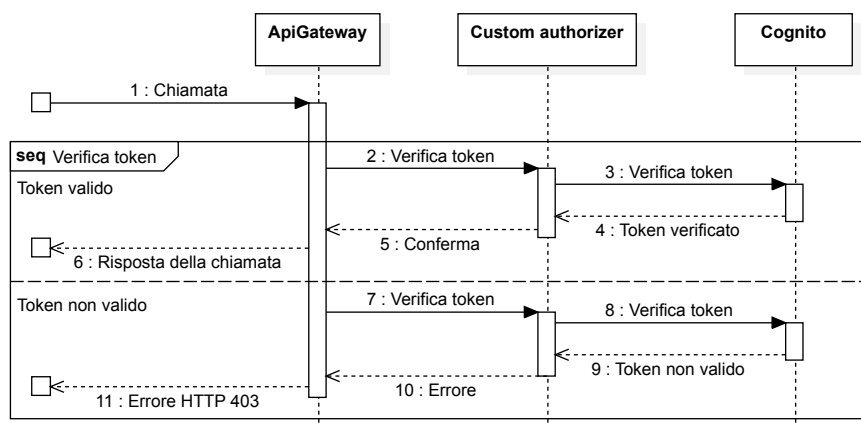 ApiGateway
Custom authorizer
Cognito
1 : Chiamata
seq Verifica token
2 : Verifica token
3 : Verifica token
Token valido
4 : Token verificato
5 : Conferma
6 : Risposta della chiamata
Token non valido
7 : Verifica token
8 : Verifica token
9 : Token non valido
10 : Errore
11 : Errore HTTP 403